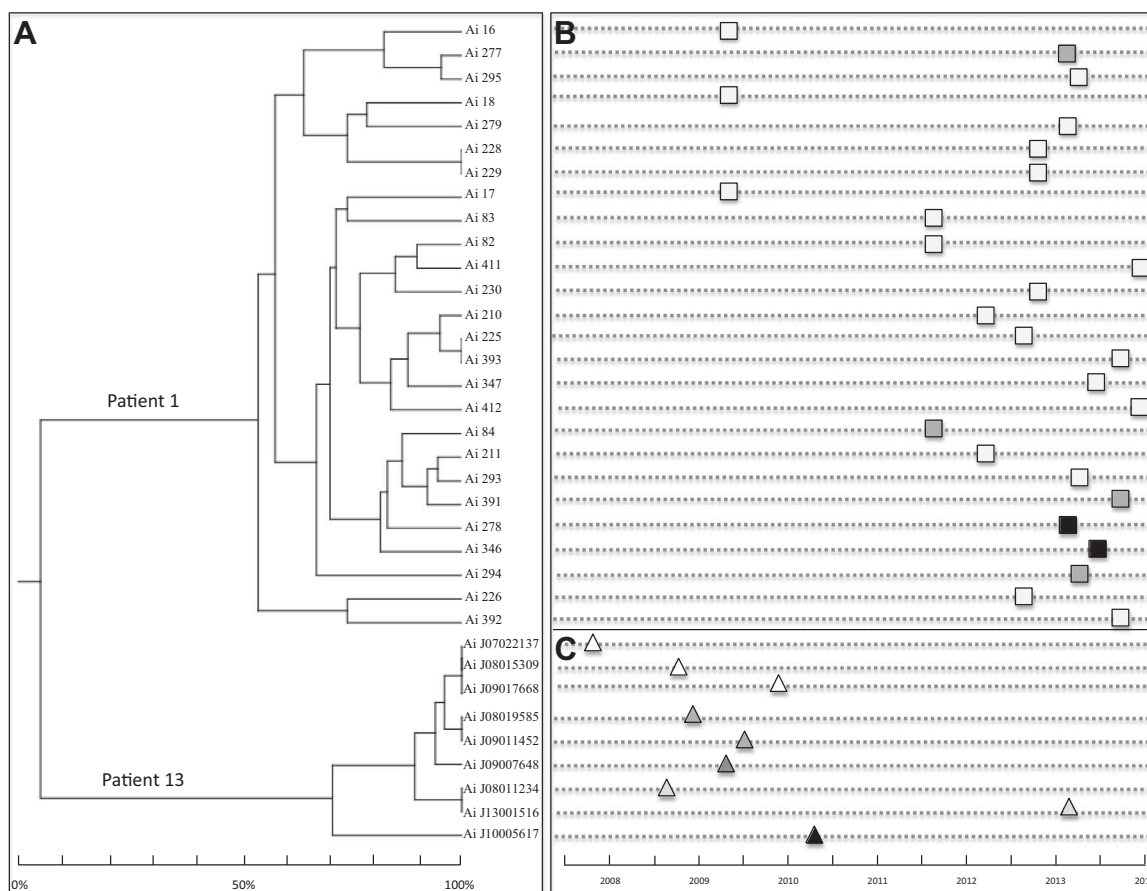 A
B
Ai 16
Ai 277
Ai 295
Ai 18
Ai 279
Ai 228
Ai 229
Ai 17
Ai 83
Ai 82
Ai 411
Ai 230
Ai 210
Ai 225
Ai 393
Ai 347
Patient 1
Ai 412
Ai 84
Ai 211
Ai 293
Ai 391
Ai 278
Ai 346
Ai 294
Ai 226
Ai 392
C
Ai J07022137
Ai J08015309
Ai J09017668
Ai J08019585
Ai J09011452
Ai J09007648
Patient 13
Ai J08011234
Ai J13001516
Ai J10005617
0% 50% 100%
2008 2009 2010 2011 2012 2013 2014